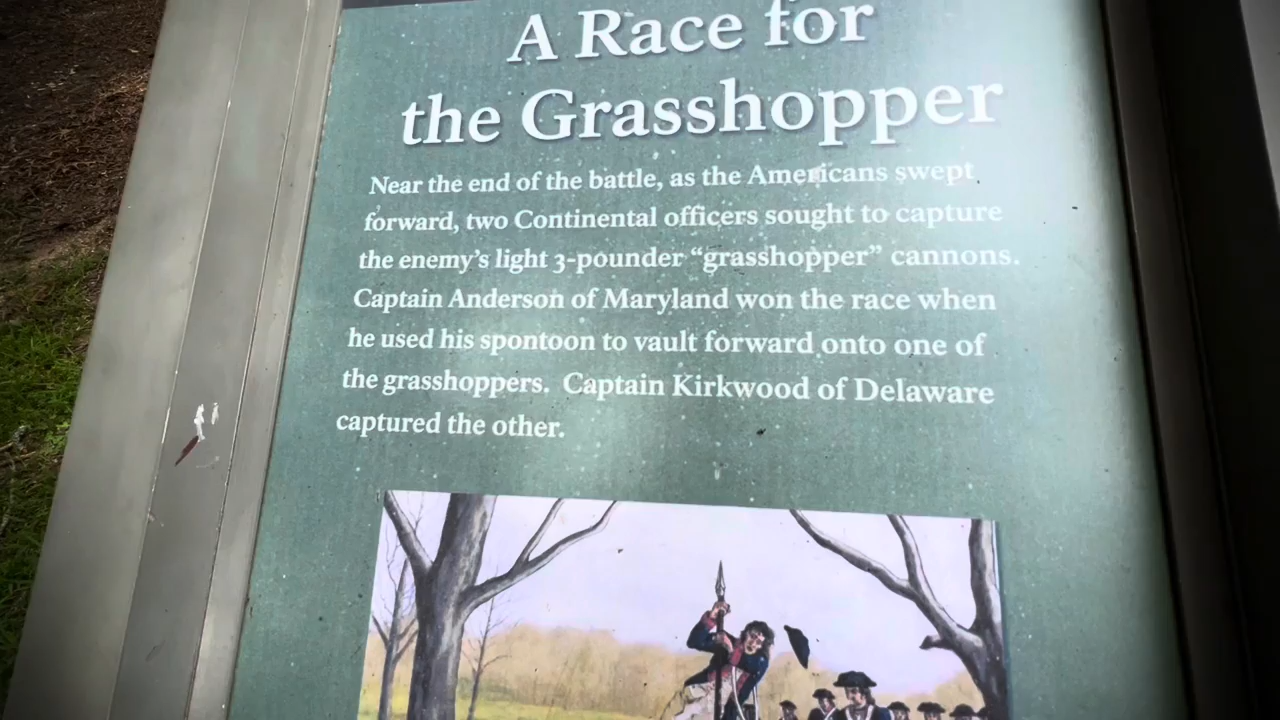 A Race for
the Grasshopper
Near the end of the battle, as the Americans swept
forward, two Continental officers sought to capture
the enemy's light 3-pounder “grasshopper” cannons.
Captain Anderson of Maryland won the race when
he used his spontoon to vault forward onto one of
the grasshoppers. Captain Kirkwood of Delaware
captured the other.